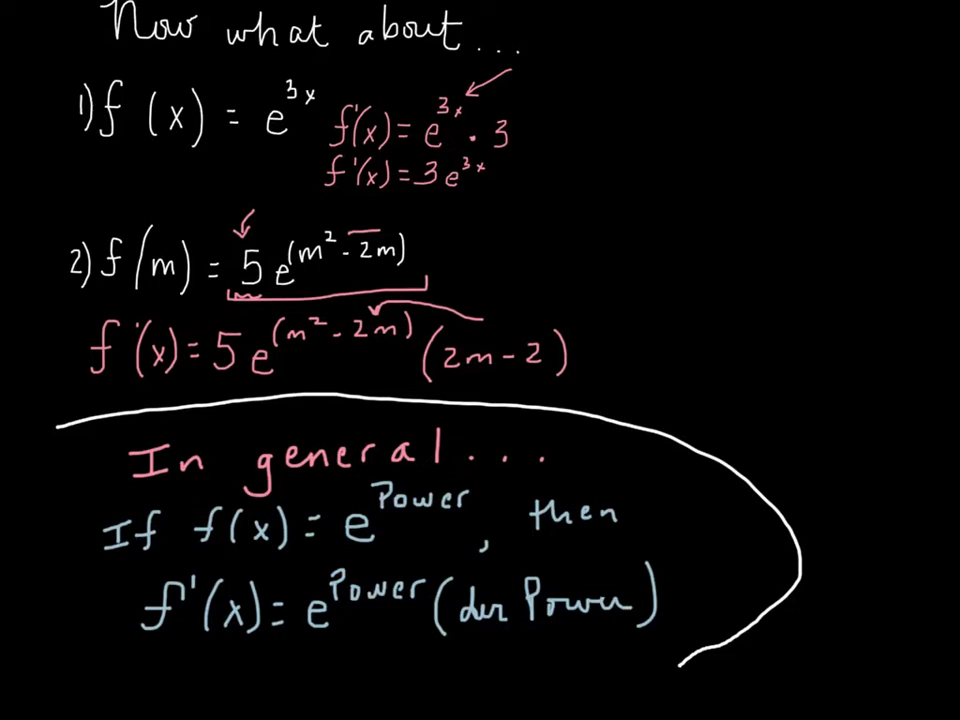 Now what about...
1) f(x) = e^{3x} f'(x) = e^{3x} · 3
f'(x) = 3e^{3x}
2) f(m) = 5e^{(m² - 2m)}
f'(x) = 5e^{(m² - 2m)} (2m - 2)
In general...
If f(x) = e^{Power}, then
f'(x) = e^{Power} (der Power)